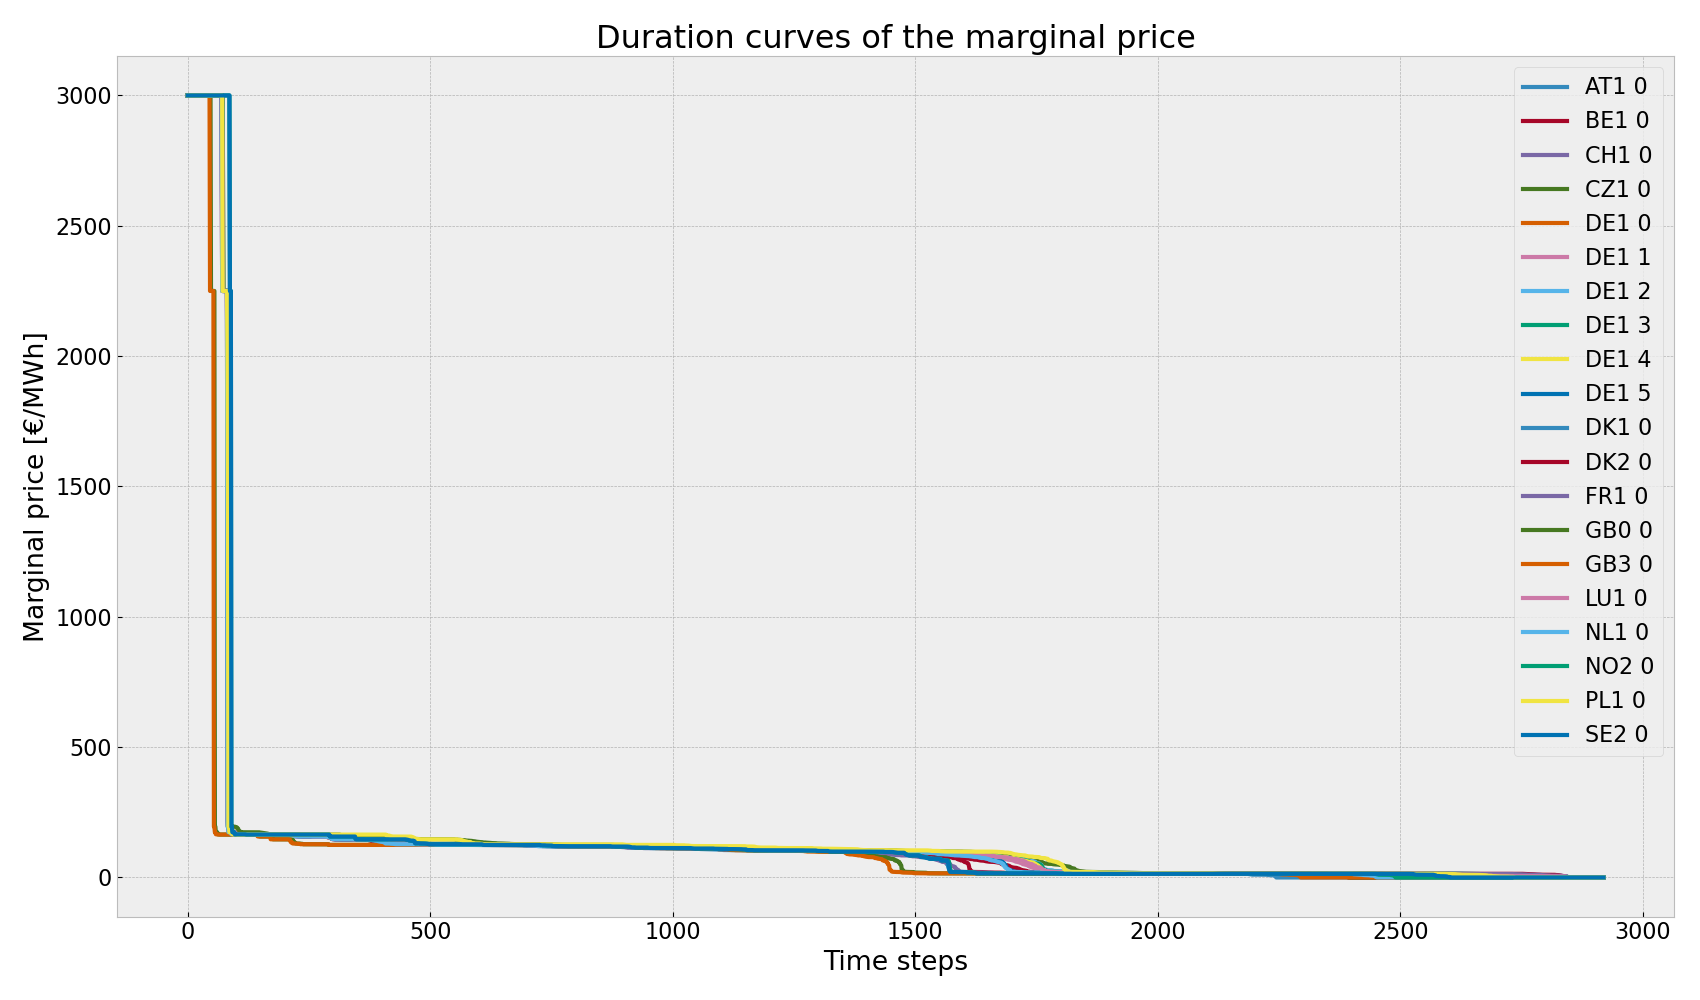 Duration curves of the marginal price
Marginal price [€/MWh]
3000
2500
2000
1500
1000
500
0
0
500
1000
1500
2000
2500
3000
Time steps
AT1 0
BE1 0
CH1 0
CZ1 0
DE1 0
DE1 1
DE1 2
DE1 3
DE1 4
DE1 5
DK1 0
DK2 0
FR1 0
GB0 0
GB3 0
LU1 0
NL1 0
NO2 0
PL1 0
SE2 0